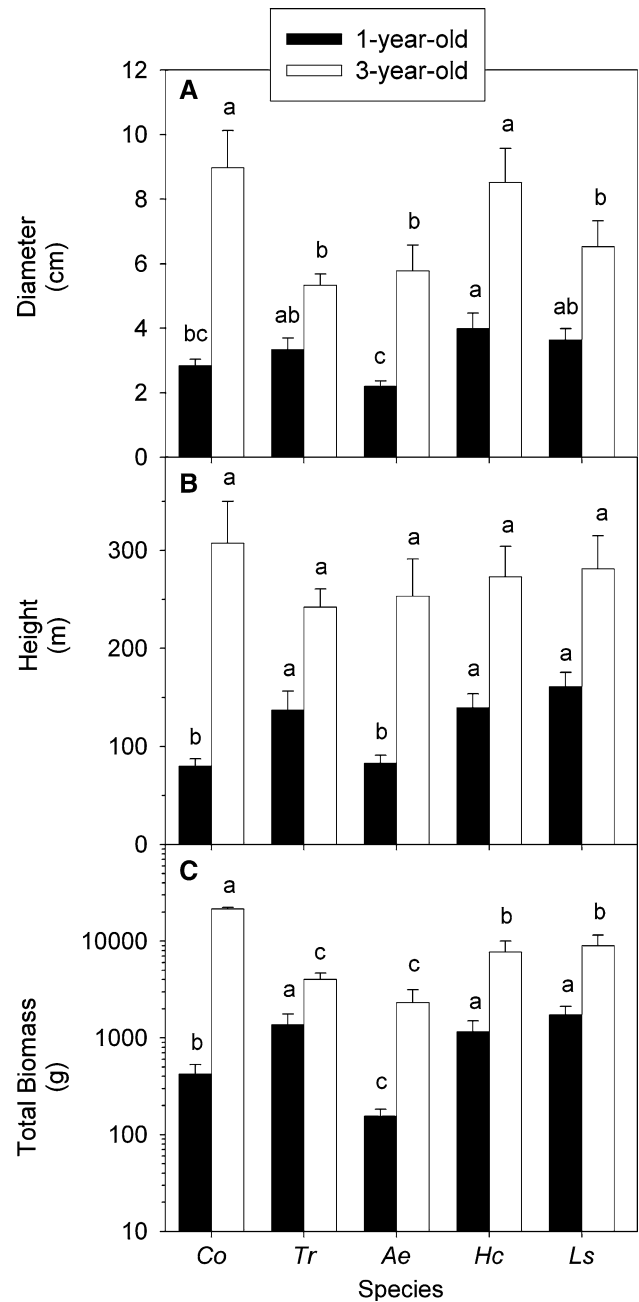 1-year-old
3-year-old
A
12
10
8
6
4
2
0
Diameter
(cm)
bc
a
ab
b
c
b
a
a
ab
b
B
300
200
100
0
Height
(m)
b
a
a
a
b
a
a
a
a
a
C
10000
1000
100
10
Total Biomass
(g)
b
a
a
c
c
c
a
b
a
b
Co Tr Ae Hc Ls
Species